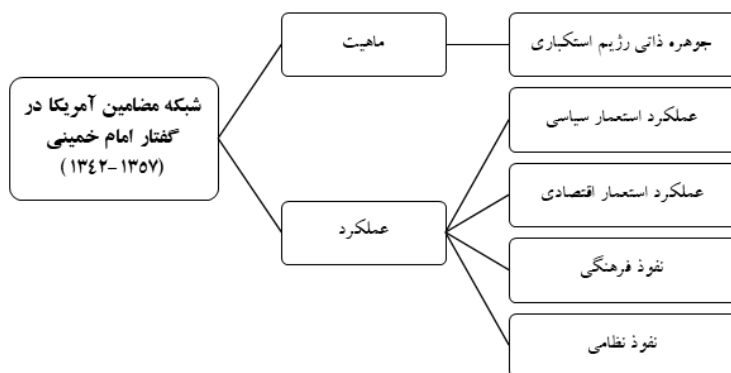 شبکه مضامین آمریکا در
گفتار امام خمینی
(۱۳۴۲-۱۳۵۷)
ماهیت
جوهره ذاتی رژیم استکباری
عملکرد
عملکرد استعمار سیاسی
عملکرد استعمار اقتصادی
نفوذ فرهنگی
نفوذ نظامی